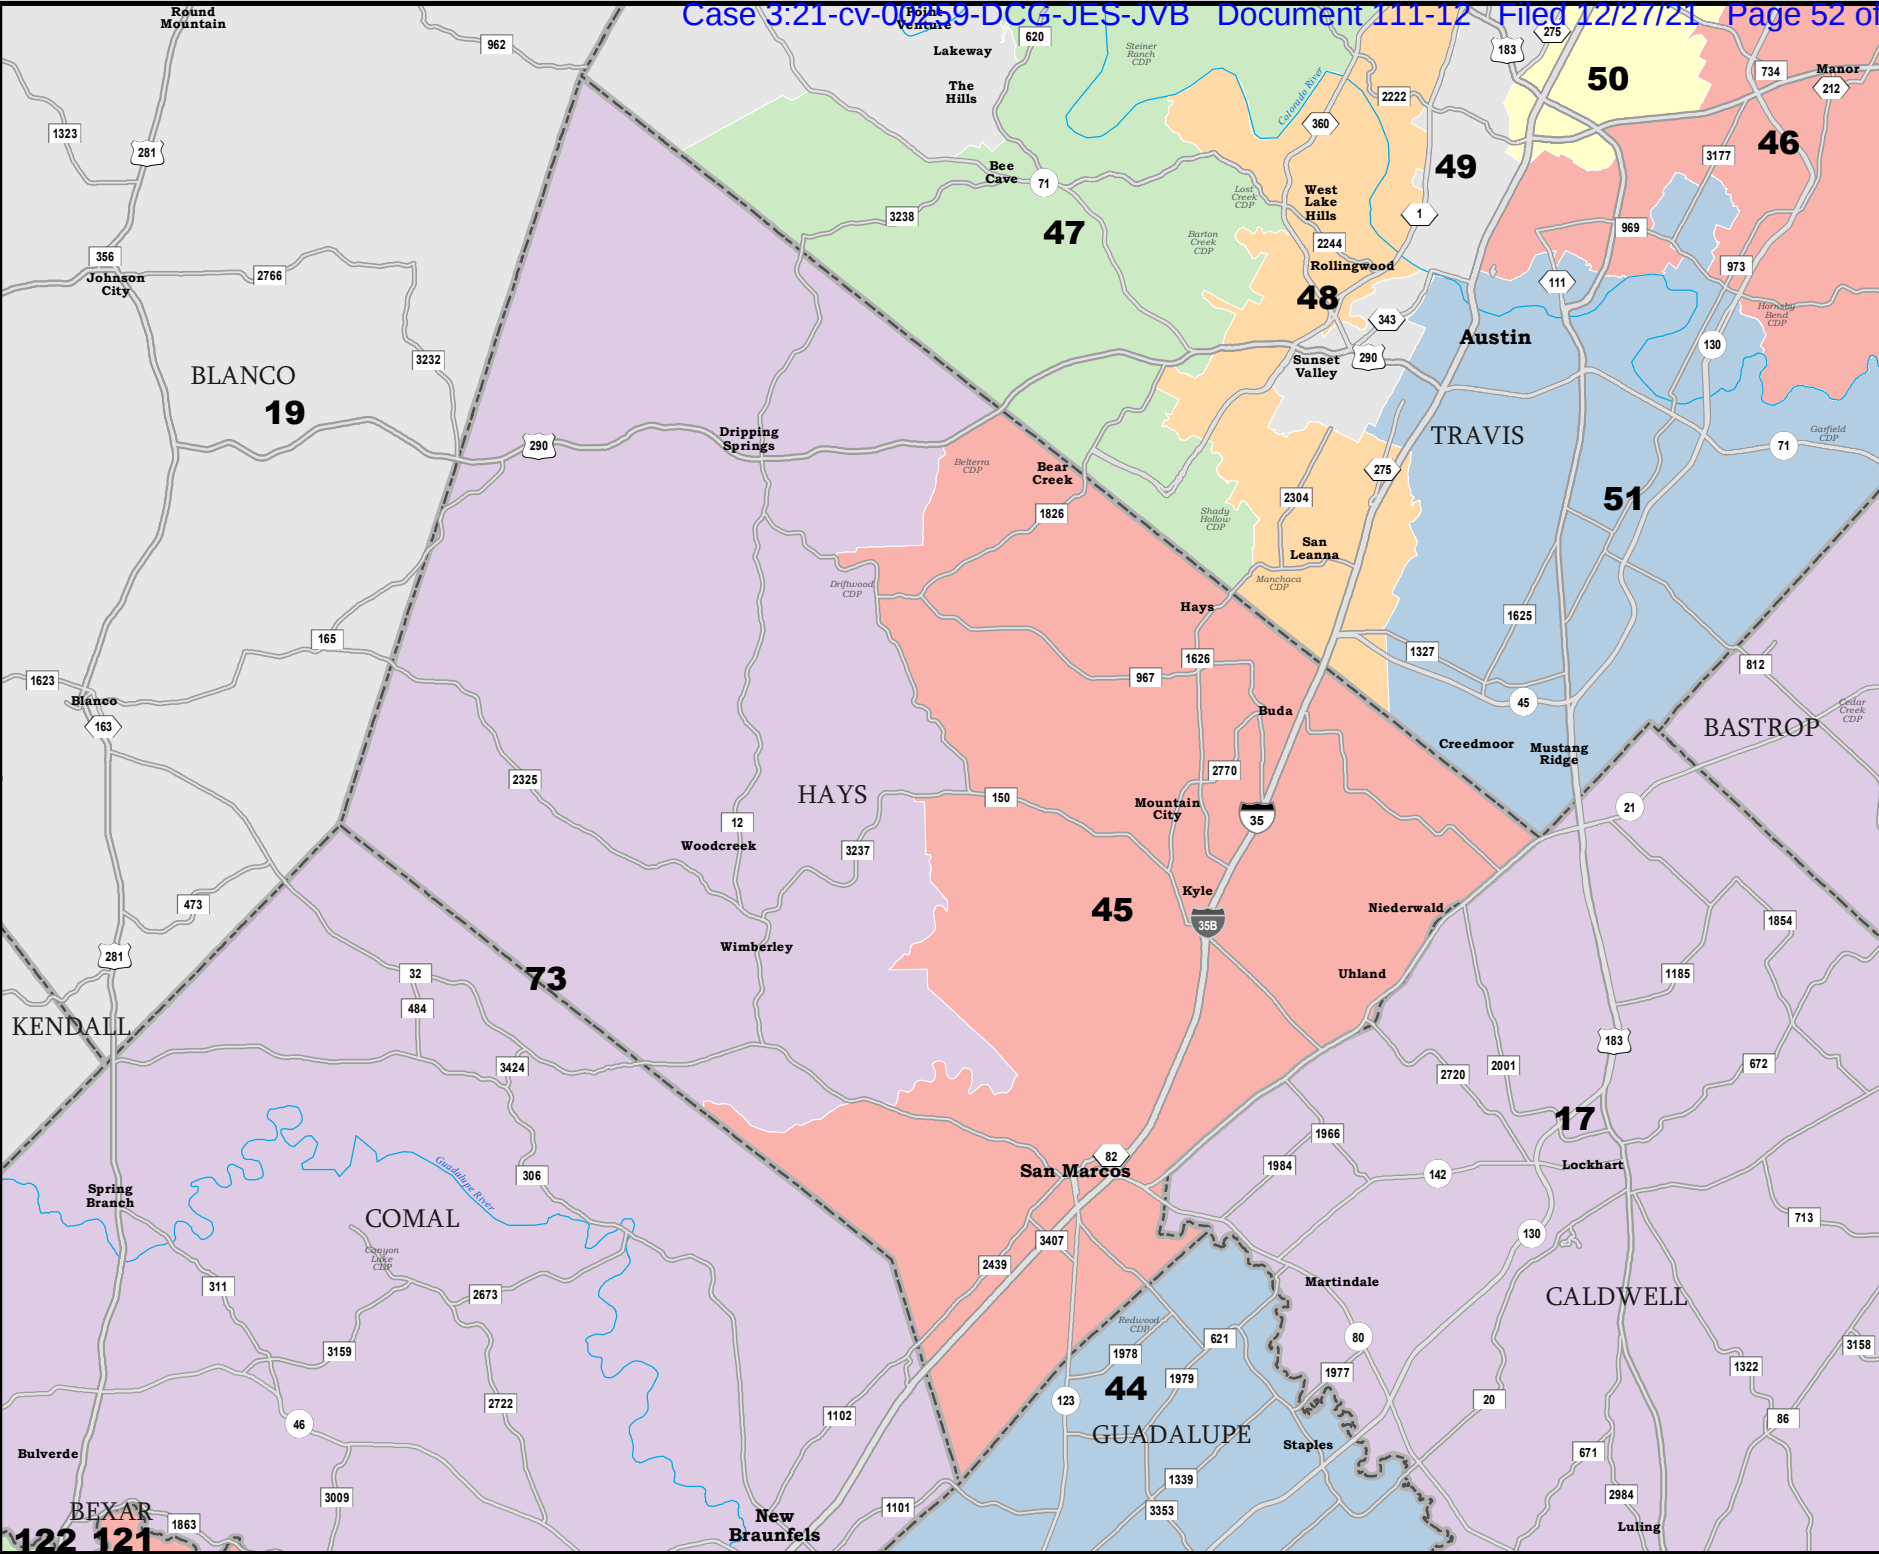 Case 3:21-cv-00259-DCG-JES-JVB Document 111-12 Filed 12/27/21 Page 52 of
Round
Mountain
Point
Venture
962
620
Lakeway
Steiner
Ranch
CDP
The
Hills
183
275
50
734
Manor
212
1323
281
2222
Colorado River
360
49
46
3177
Bee
Cave
71
3238
Lost
Creek
CDP
West
Lake
Hills
1
47
Barton
Creek
CDP
2244
969
356
Johnson
City
2766
Rollingwood
973
48
111
Hornsby
Bend
CDP
343
Austin
130
3232
Sunset
Valley
290
BLANCO
19
TRAVIS
Garfield
CDP
71
290
Dripping
Springs
Belterra
CDP
Bear
Creek
275
2304
51
1826
Shady
Hollow
CDP
San
Leanna
Driftwood
CDP
Manchaca
CDP
Hays
1625
165
1327
1626
812
1623
967
Blanco
163
Buda
45
Cedar
Creek
CDP
BASTROP
Creedmoor
Mustang
Ridge
2325
HAYS
150
2770
Mountain
City
35
21
12
Woodcreek
3237
Kyle
45
Niederwald
473
35B
1854
Wimberley
281
73
32
Uhland
1185
484
KENDALL
183
3424
2720
2001
672
17
1966
82
San Marcos
1984
142
Lockhart
306
Guadalupe River
Spring
Branch
COMAL
713
Canyon
Lake
CDP
3407
130
2439
311
2673
Martindale
CALDWELL
Redwood
CDP
621
80
3159
1978
3158
1979
44
1977
1322
123
2722
1102
20
86
46
GUADALUPE
Staples
Bulverde
671
1339
3009
1101
2984
BEXAR
1863
3353
New
Braunfels
Luling
122
121